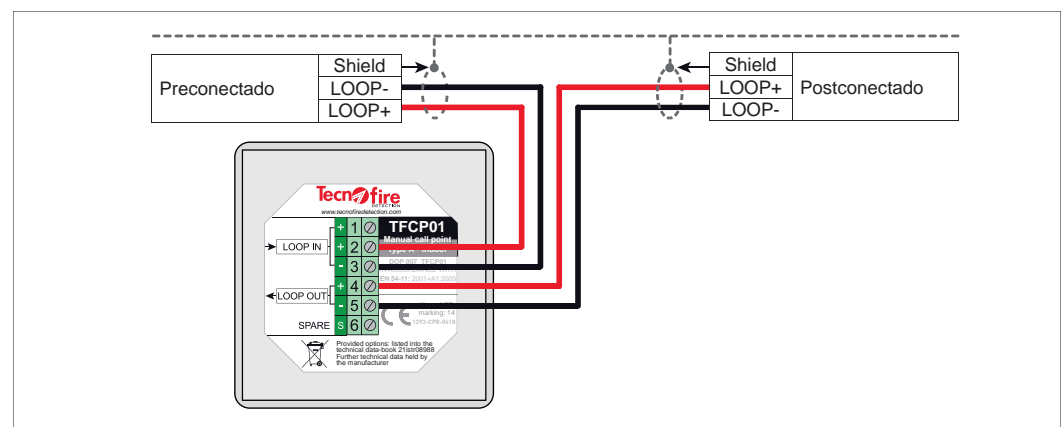 Preconectado
Shield
LOOP-
LOOP+
Shield
LOOP+
LOOP-
Postconectado
Tecnofire
DETECTION
www.tecnofiredetection.com
LOOP IN
LOOP OUT
SPARE
+ 1
+ 2
- 3
+ 4
- 5
S 6
TFCP01
Manual call point
DOP 007 TFCP01
EN 54-11: 2001+A1:2005
marking: 14
1293-CPR-0418
Provided options: listed into the
technical data-book 21istr08988
Further technical data held by
the manufacturer